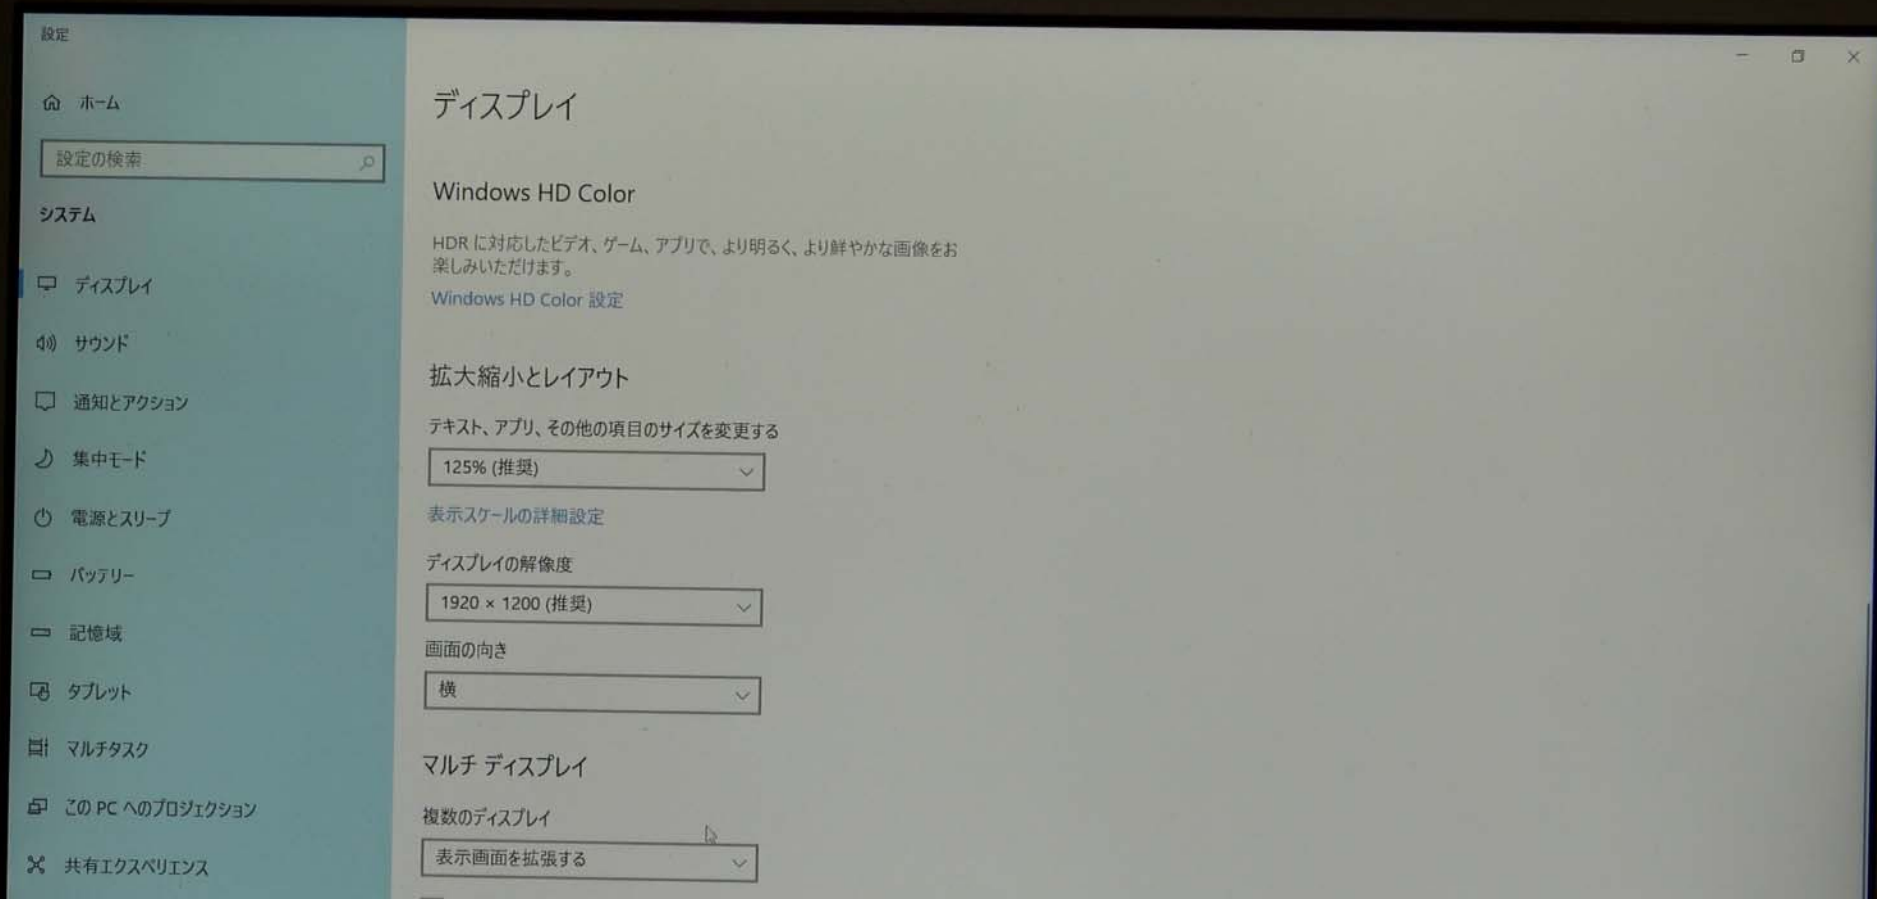 設定
ホーム
設定の検索
システム
ディスプレイ
サウンド
通知とアクション
集中モード
電源とスリープ
バッテリー
記憶域
タブレット
マルチタスク
この PC へのプロジェクション
共有エクスペリエンス
ディスプレイ
Windows HD Color
HDR に対応したビデオ、ゲーム、アプリで、より明るく、より鮮やかな画像をお
楽しみいただけます。
Windows HD Color 設定
拡大縮小とレイアウト
テキスト、アプリ、その他の項目のサイズを変更する
125% (推奨)
表示スケールの詳細設定
ディスプレイの解像度
1920 × 1200 (推奨)
画面の向き
横
マルチ ディスプレイ
複数のディスプレイ
表示画面を拡張する